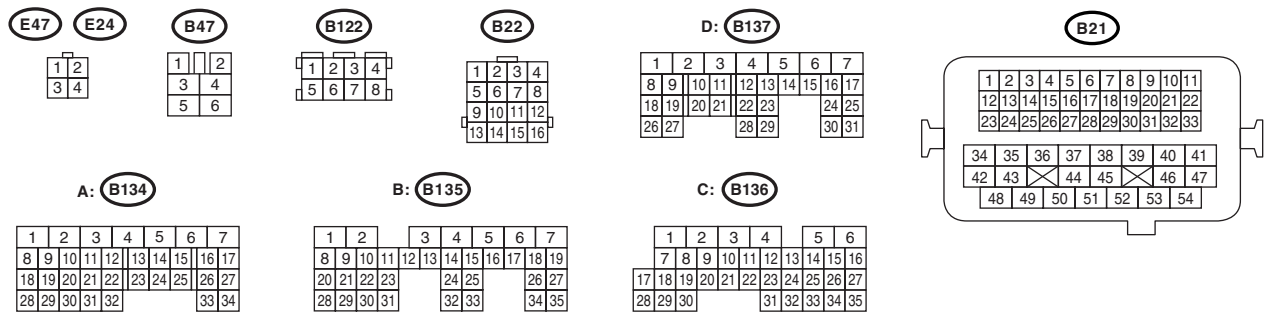 E47 E24
1 2
3 4
B47
1 2
3 4
5 6
B122
1 2 3 4
5 6 7 8
B22
1 2 3 4
5 6 7 8
9 10 11 12
13 14 15 16
D: B137
1 2 3 4 5 6 7
8 9 10 11 12 13 14 15 16 17
18 19 20 21 22 23 24 25
26 27 28 29 30 31
B21
1 2 3 4 5 6 7 8 9 10 11
12 13 14 15 16 17 18 19 20 21 22
23 24 25 26 27 28 29 30 31 32 33
34 35 36 37 38 39 40 41
42 43 44 45 46 47
48 49 50 51 52 53 54
A: B134
1 2 3 4 5 6 7
8 9 10 11 12 13 14 15 16 17
18 19 20 21 22 23 24 25 26 27
28 29 30 31 32 33 34
B: B135
1 2 3 4 5 6 7
8 9 10 11 12 13 14 15 16 17 18 19
20 21 22 23 24 25 26 27
28 29 30 31 32 33 34 35
C: B136
1 2 3 4 5 6
7 8 9 10 11 12 13 14 15 16
17 18 19 20 21 22 23 24 25 26 27
28 29 30 31 32 33 34 35